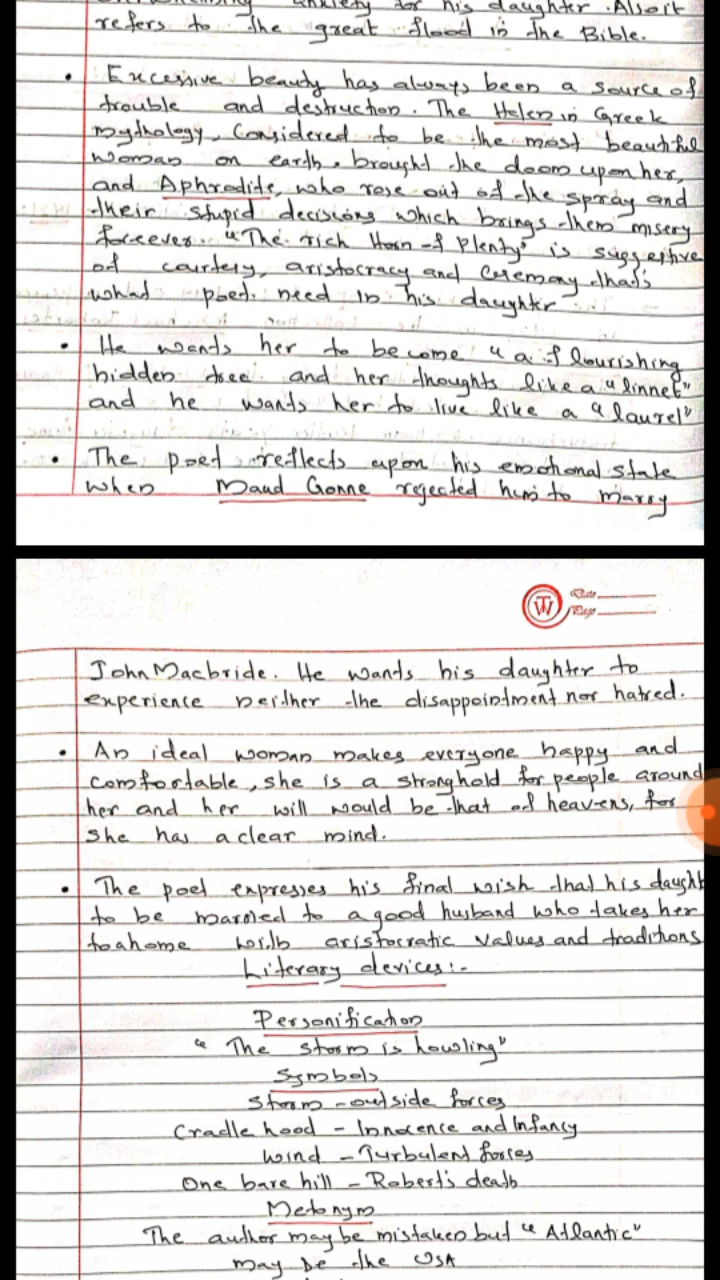 anxiety for his daughter. Also it
refers to the great flood in the Bible.
• Excessive beauty has always been a source of
trouble and destruction. The Helen in Greek
mythology, Considered to be the most beautiful
woman on earth, brought the doom upon her,
and Aphrodite, who rose out of the spray and
their stupid decisions which brings them misery
foreever. "The rich Horn of Plenty" is suggestive
of courtesy, aristocracy and Ceremony that's
what poet need in his daughter
• He wants her to become "a flourishing
hidden tree and her thoughts like a "linnet"
and he wants her to live like a "laurel"
• The poet reflects upon his emotional state
when Maud Gonne rejected him to marry
Date
Page
John Macbride. He wants his daughter to
experience neither the disappointment nor hatred.
• An ideal woman makes everyone happy and
comfortable, she is a stronghold for people around
her and her will would be that of heavens, for
she has a clear mind.
• The poet expresses his final wish that his daught
to be married to a good husband who takes her
to a home with aristocratic values and traditions
Literary devices:-
Personification
" The storm is howling"
Symbols
Storm - outside forces
Cradle hood - Innocence and Infancy
Wind - Turbulent forces
One bare hill - Robert's death
Metonym
The author may be mistaken but "Atlantic"
may be the USA